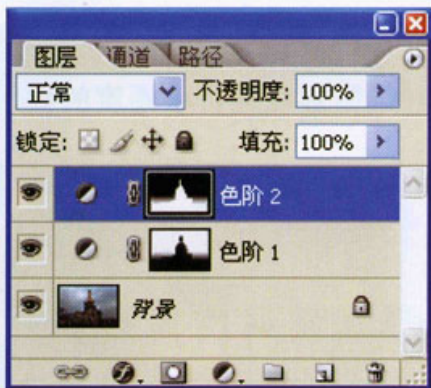 图层 通道 路径
正常 不透明度: 100%
锁定: 填充: 100%
色阶 2
色阶 1
背景